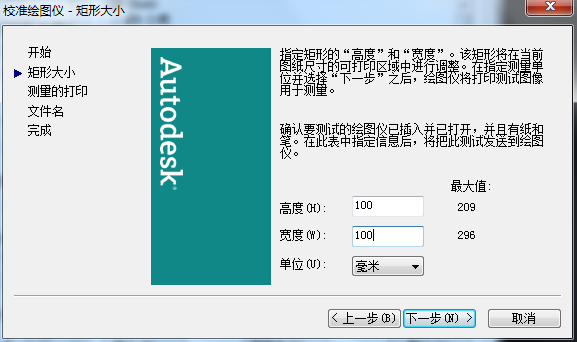 校准绘图仪 - 矩形大小
开始
矩形大小
测量的打印
文件名
完成
Autodesk
指定矩形的“高度”和“宽度”。该矩形将在当前
图纸尺寸的可打印区域中进行调整。在指定测量单
位并选择“下一步”之后，绘图仪将打印测试图像
用于测量。
确认要测试的绘图仪已插入并已打开，并且有纸和
笔。在此表中指定信息后，将把此测试发送到绘图
仪。
最大值:
高度(H): 100 209
宽度(W): 100 296
单位(U): 毫米
< 上一步(B) 下一步(N) > 取消